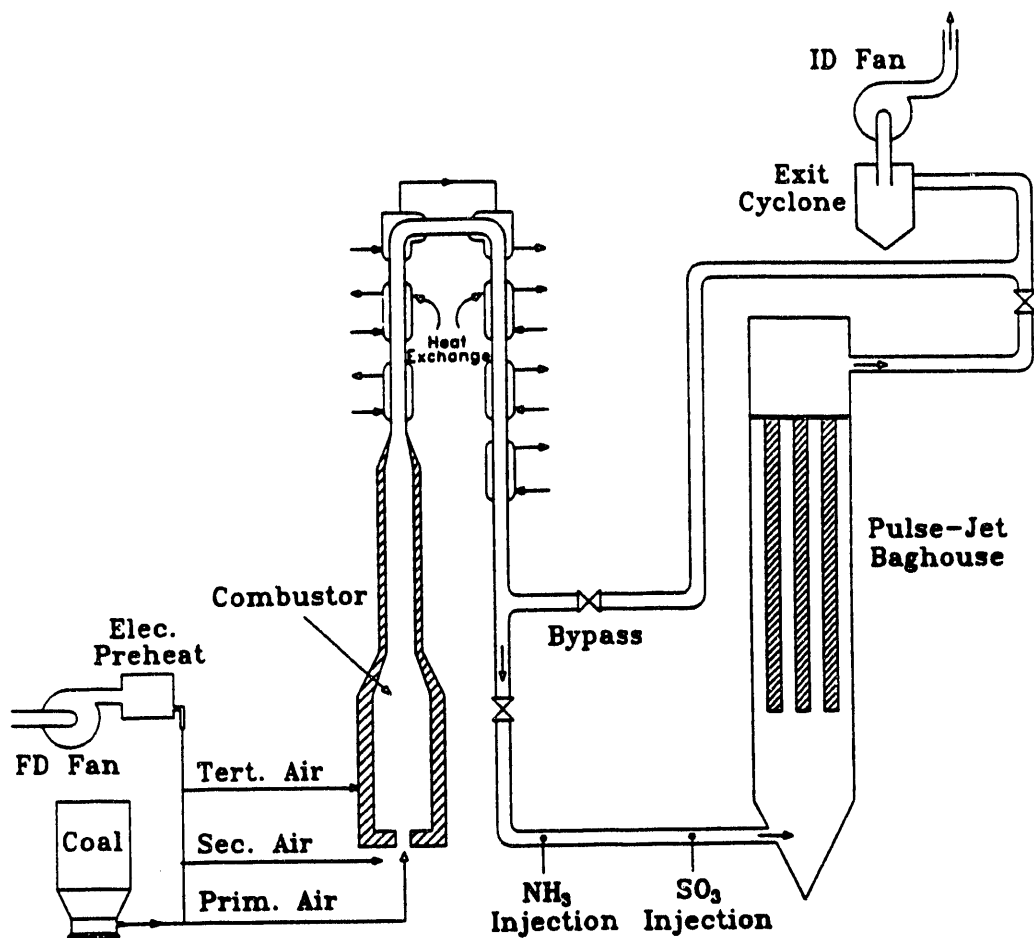 ID Fan
Exit
Cyclone
Heat
Exchange
Pulse-Jet
Baghouse
Combustor
Bypass
Elec.
Preheat
FD Fan
Tert. Air
Coal
Sec. Air
Prim. Air
NH₃
Injection
SO₃
Injection